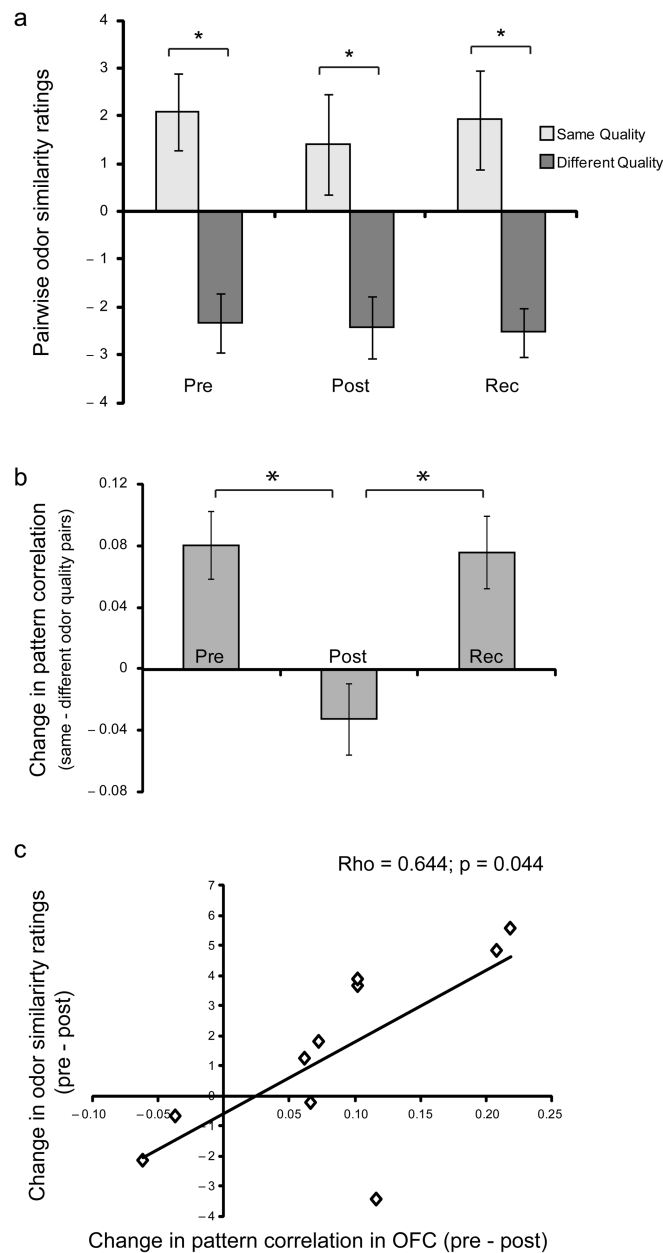 a
4
3
2
1
0
– 1
– 2
– 3
– 4
Pairwise odor similarity ratings
*
*
*
Same Quality
Different Quality
Pre
Post
Rec
b
0.12
0.08
0.04
0
– 0.04
– 0.08
Change in pattern correlation
(same - different odor quality pairs)
*
*
Pre
Post
Rec
c
Rho = 0.644; p = 0.044
7
6
5
4
3
2
1
0
–1
–2
–3
–4
Change in odor similarirty ratings
(pre - post)
–0.10
–0.05
0.05
0.10
0.15
0.20
0.25
Change in pattern correlation in OFC (pre - post)